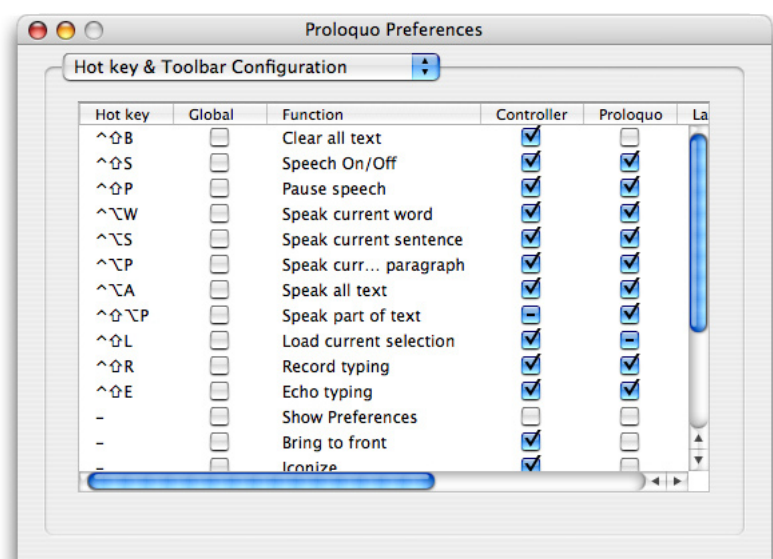 Proloquo Preferences
Hot key & Toolbar Configuration
Hot key Global Function Controller Proloquo La
^⇧B Clear all text
^⇧S Speech On/Off
^⇧P Pause speech
^⌥W Speak current word
^⌥S Speak current sentence
^⌥P Speak curr... paragraph
^⌥A Speak all text
^⇧⌥P Speak part of text
^⇧L Load current selection
^⇧R Record typing
^⇧E Echo typing
– Show Preferences
– Bring to front
– Iconize